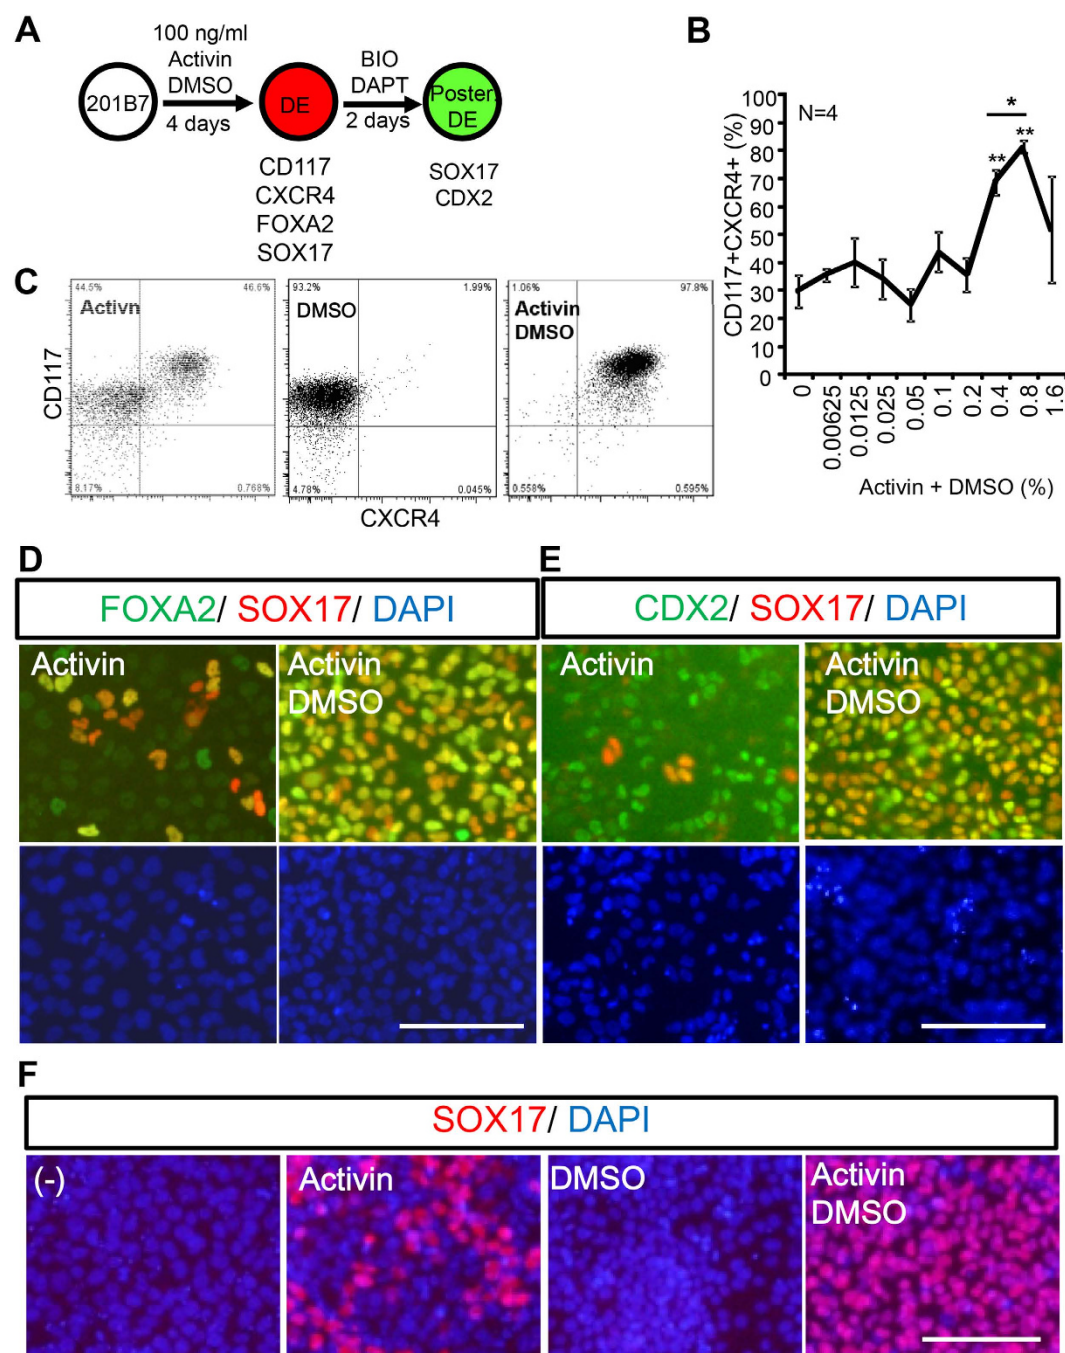 A
100 ng/ml
Activin
DMSO
4 days
201B7
DE
BIO
DAPT
2 days
Poster.
DE
CD117
CXCR4
FOXA2
SOX17
SOX17
CDX2
B
N=4
*
**
**
CD117+CXCR4+ (%)
100
90
80
70
60
50
40
30
20
10
0
0
0.00625
0.0125
0.025
0.05
0.1
0.2
0.4
0.8
1.6
Activin + DMSO (%)
C
CD117
44.5%
46.6%
Activn
8.17%
0.768%
93.2%
1.99%
DMSO
4.78%
0.045%
1.06%
97.8%
Activin
DMSO
0.558%
0.595%
CXCR4
D
FOXA2/ SOX17/ DAPI
Activin
Activin
DMSO
E
CDX2/ SOX17/ DAPI
Activin
Activin
DMSO
F
SOX17/ DAPI
(-)
Activin
DMSO
Activin
DMSO